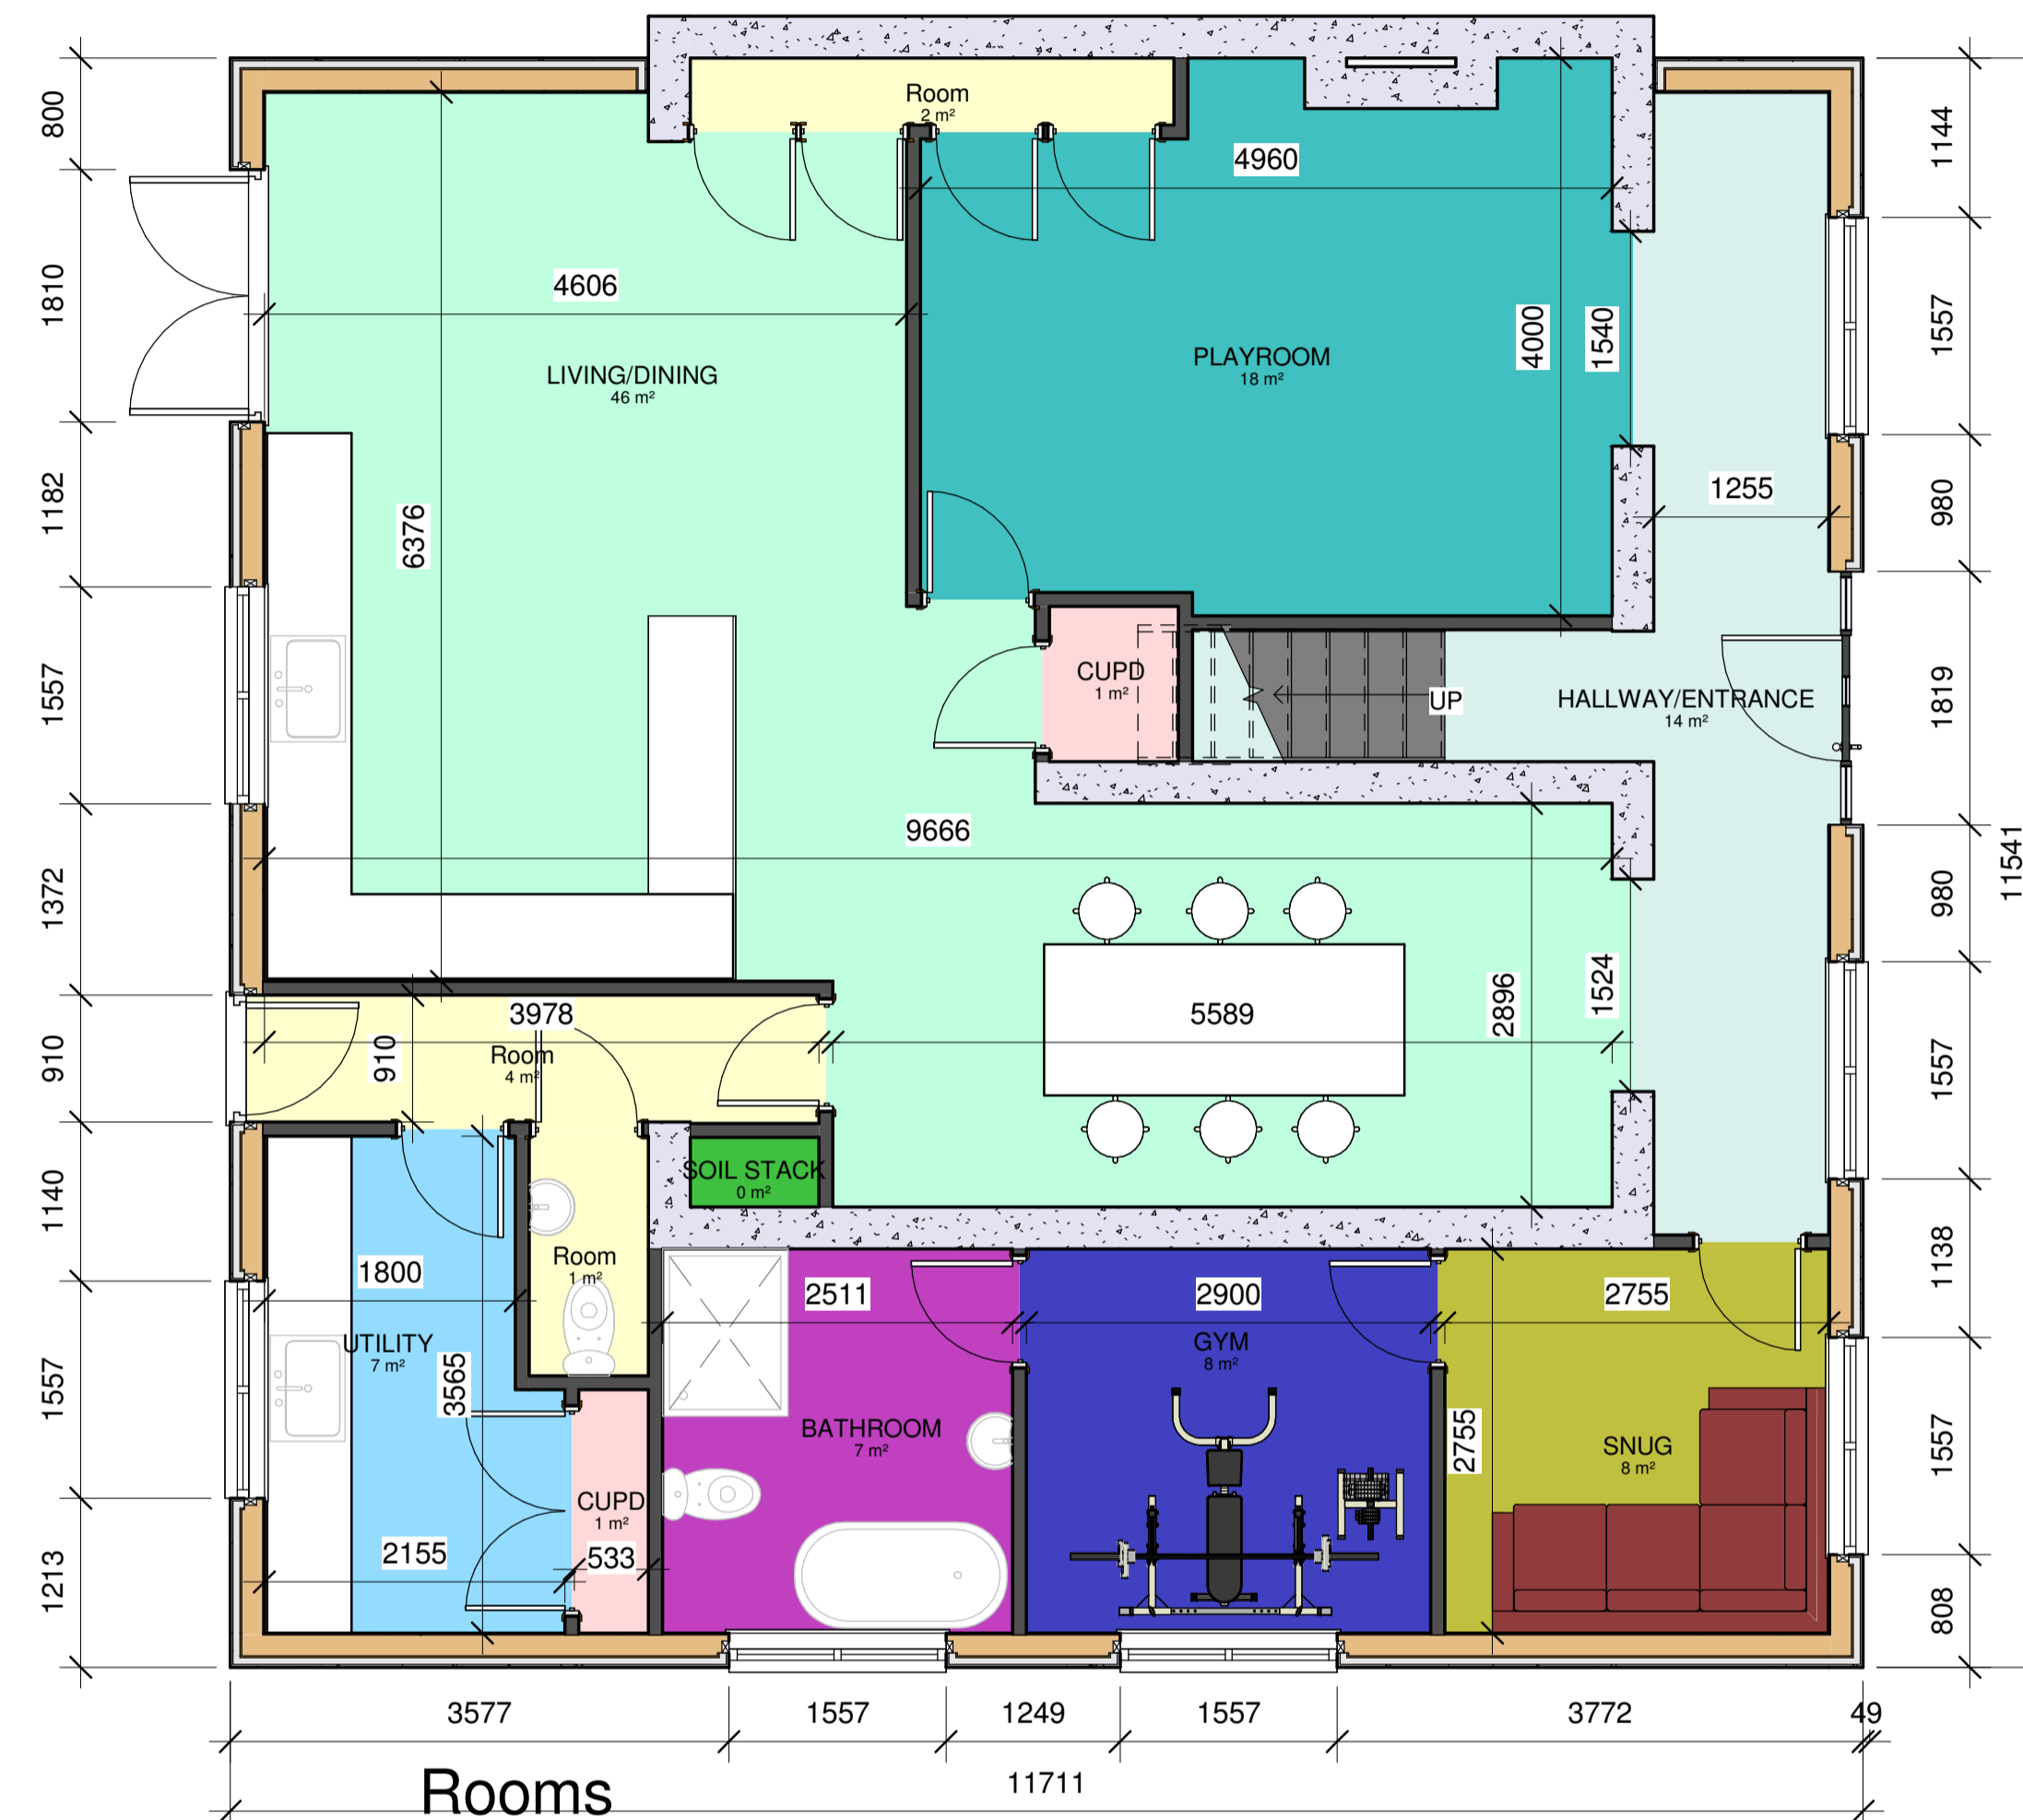 Room
2 m²
800
1144
4960
1810
4606
4000
1540
1557
PLAYROOM
18 m²
LIVING/DINING
46 m²
1182
6376
1255
980
CUPD
1 m²
UP
HALLWAY/ENTRANCE
14 m²
1557
1819
9666
1372
980
11541
3978
5589
2896
1524
910
910
Room
4 m²
1557
SOIL STACK
0 m²
1140
1800
Room
1 m²
2511
2900
2755
1138
UTILITY
7 m²
GYM
8 m²
1557
3565
BATHROOM
7 m²
2755
SNUG
8 m²
1557
CUPD
1 m²
2155
533
1213
808
3577
1557
1249
1557
3772
49
11711
Rooms